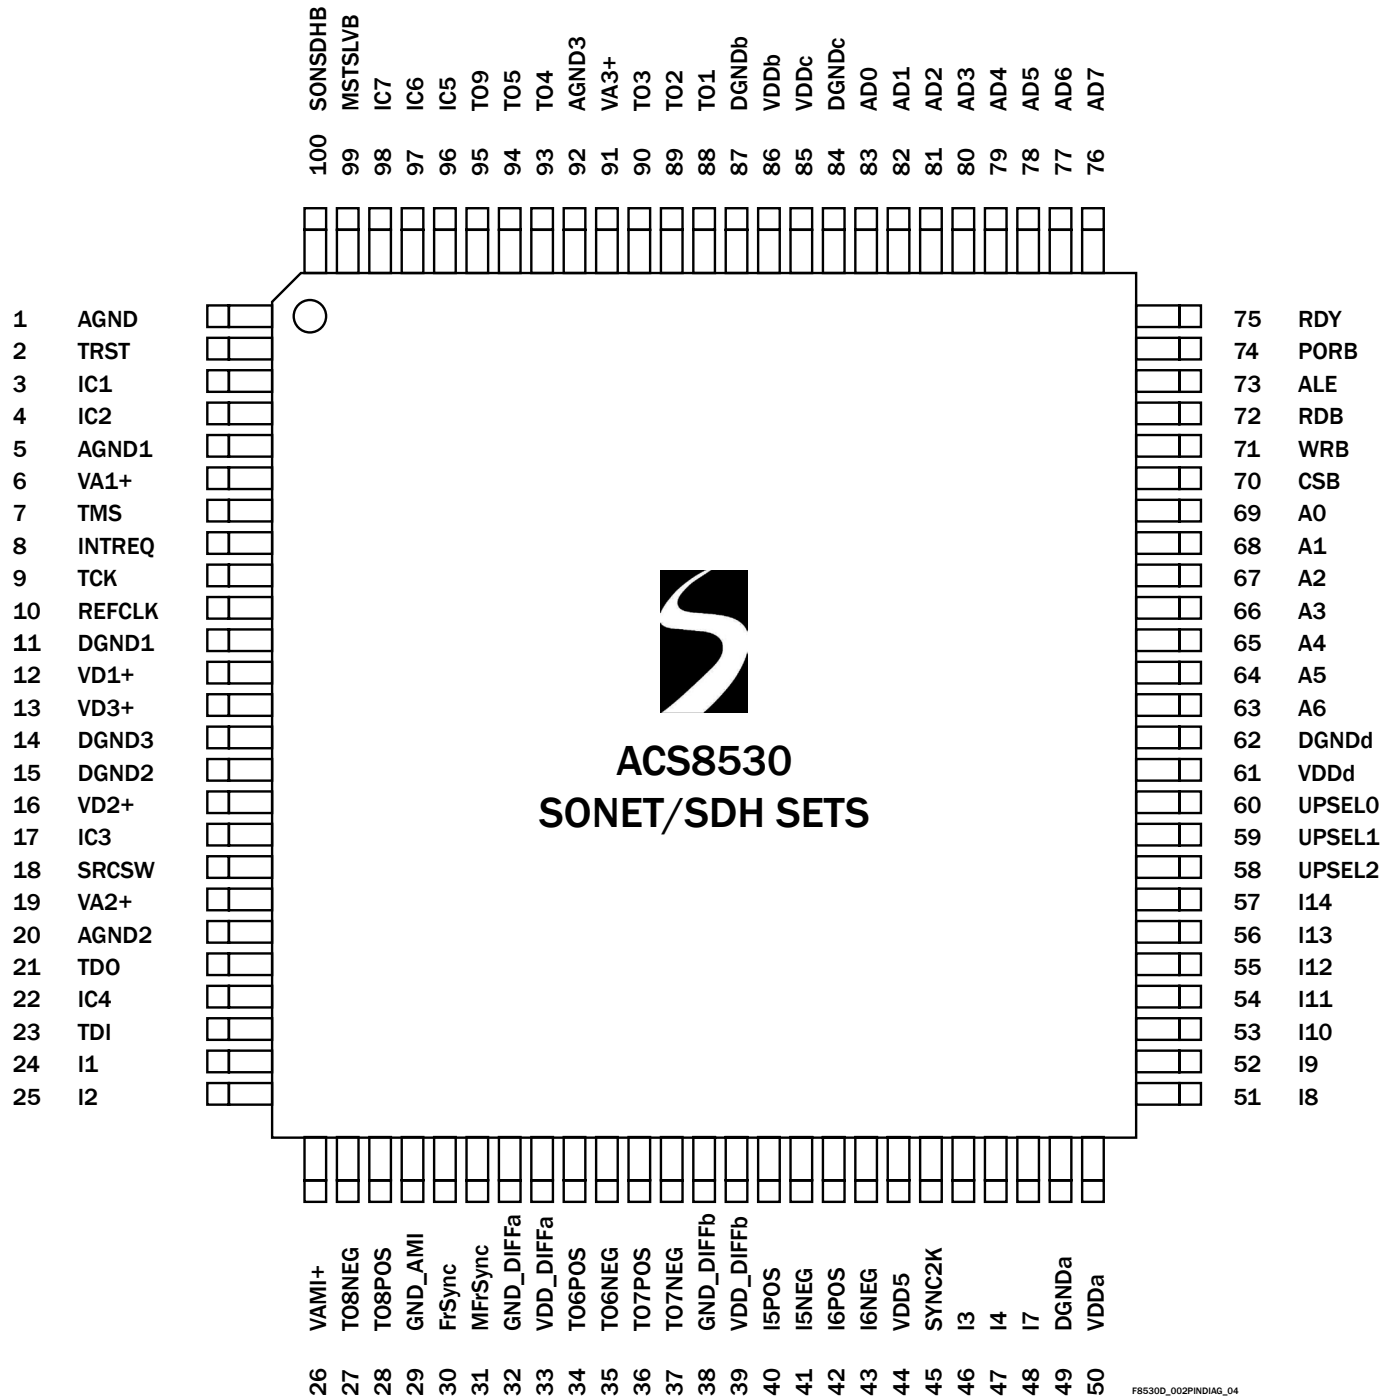 SONSDHB MSTSLVB IC7 IC6 IC5 TO9 TO5 TO4 AGND3 VA3+ TO3 TO2 TO1 DGNDb VDDb VDDc DGNDc AD0 AD1 AD2 AD3 AD4 AD5 AD6 AD7
100 99 98 97 96 95 94 93 92 91 90 89 88 87 86 85 84 83 82 81 80 79 78 77 76
1 AGND
2 TRST
3 IC1
4 IC2
5 AGND1
6 VA1+
7 TMS
8 INTREQ
9 TCK
10 REFCLK
11 DGND1
12 VD1+
13 VD3+
14 DGND3
15 DGND2
16 VD2+
17 IC3
18 SRCSW
19 VA2+
20 AGND2
21 TDO
22 IC4
23 TDI
24 I1
25 I2
ACS8530
SONET/SDH SETS
75 RDY
74 PORB
73 ALE
72 RDB
71 WRB
70 CSB
69 A0
68 A1
67 A2
66 A3
65 A4
64 A5
63 A6
62 DGNDd
61 VDDd
60 UPSEL0
59 UPSEL1
58 UPSEL2
57 I14
56 I13
55 I12
54 I11
53 I10
52 I9
51 I8
VAMI+ TO8NEG TO8POS GND_AMI FrSync MFrSync GND_DIFFa VDD_DIFFa TO6POS TO6NEG TO7POS TO7NEG GND_DIFFb VDD_DIFFb I5POS I5NEG I6POS I6NEG VDD5 SYNC2K I3 I4 I7 DGNDa VDDa
26 27 28 29 30 31 32 33 34 35 36 37 38 39 40 41 42 43 44 45 46 47 48 49 50
F8530D_002PINDIAG_04